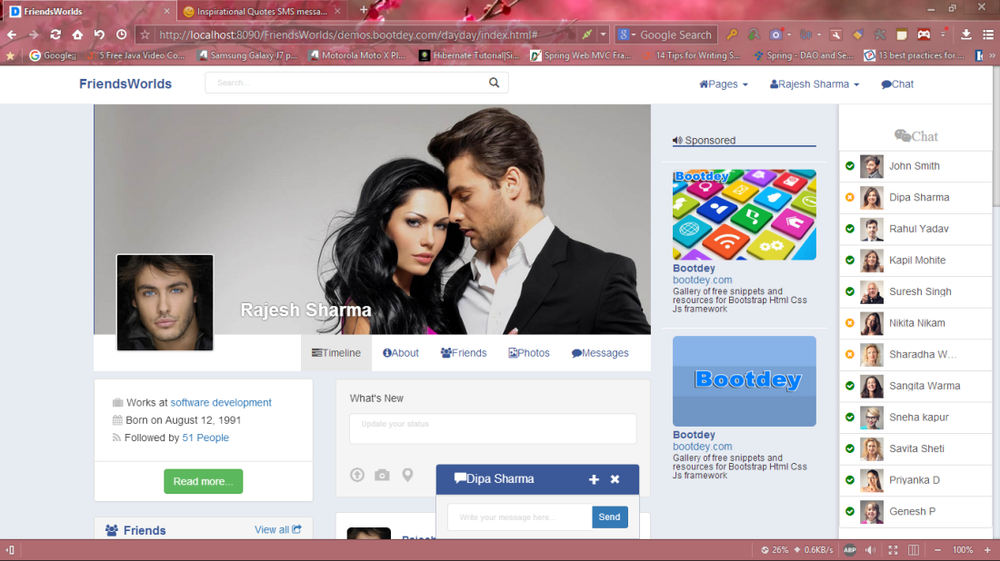 FriendsWorlds
Inspirational Quotes SMS messa...
http://localhost:8090/FriendsWorlds/demos.bootdey.com/dayday/index.html#
Google Search
Google
5 Free Java Video Co...
Samsung Galaxy J7 p...
Motorola Moto X Pl...
Hibernate Tutorial|Si...
Spring Web MVC Fra...
14 Tips for Writing S...
Spring - DAO and Se...
13 best practices for ...
FriendsWorlds
Search...
Pages
Rajesh Sharma
Chat
Rajesh Sharma
Timeline
About
Friends
Photos
Messages
Works at software development
Born on August 12, 1991
Followed by 51 People
Read more...
Friends
View all
What's New
Update your status
Dipa Sharma
Write your message here...
Send
Sponsored
Bootdey
Bootdey
bootdey.com
Gallery of free snippets and
resources for Bootstrap Html Css
Js framework
Bootdey
Bootdey
bootdey.com
Gallery of free snippets and
resources for Bootstrap Html Css
Js framework
Chat
John Smith
Dipa Sharma
Rahul Yadav
Kapil Mohite
Suresh Singh
Nikita Nikam
Sharadha W...
Sangita Warma
Sneha kapur
Savita Sheti
Priyanka D
Genesh P
26%
0.6KB/s
ABP
100%